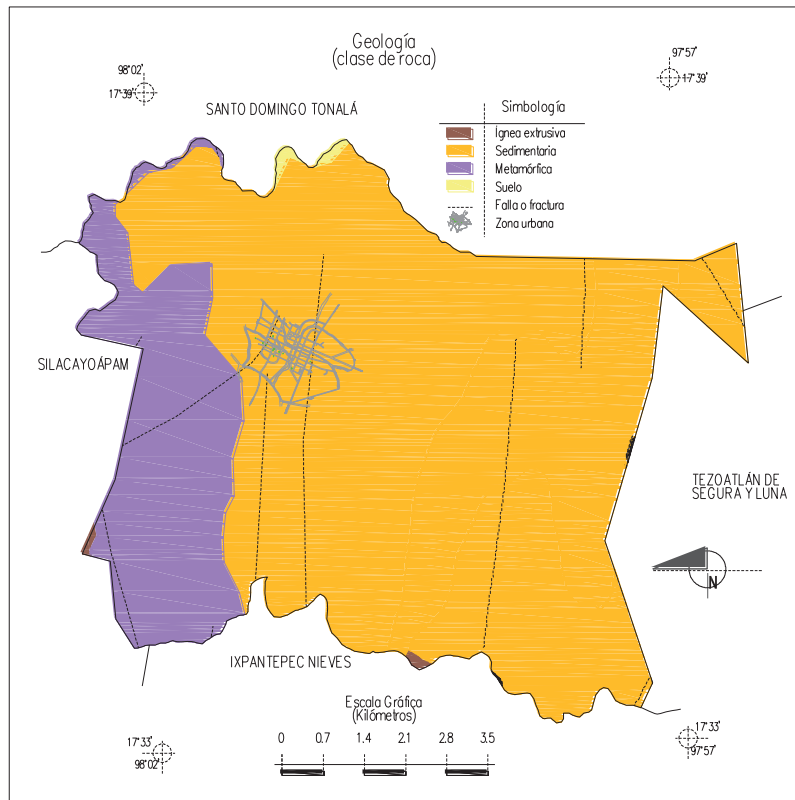 Geología
(clase de roca)
98°02'
17°39'
97°57'
17°39'
SANTO DOMINGO TONALÁ
Simbología
Ígnea extrusiva
Sedimentaria
Metamórfica
Suelo
Falla o fractura
Zona urbana
SILACAYOÁPAM
TEZOATLÁN DE
SEGURA Y LUNA
N
IXPANTEPEC NIEVES
Escala Gráfica
(Kilómetros)
0 0.7 1.4 2.1 2.8 3.5
17°33'
98°02'
17°33'
97°57'